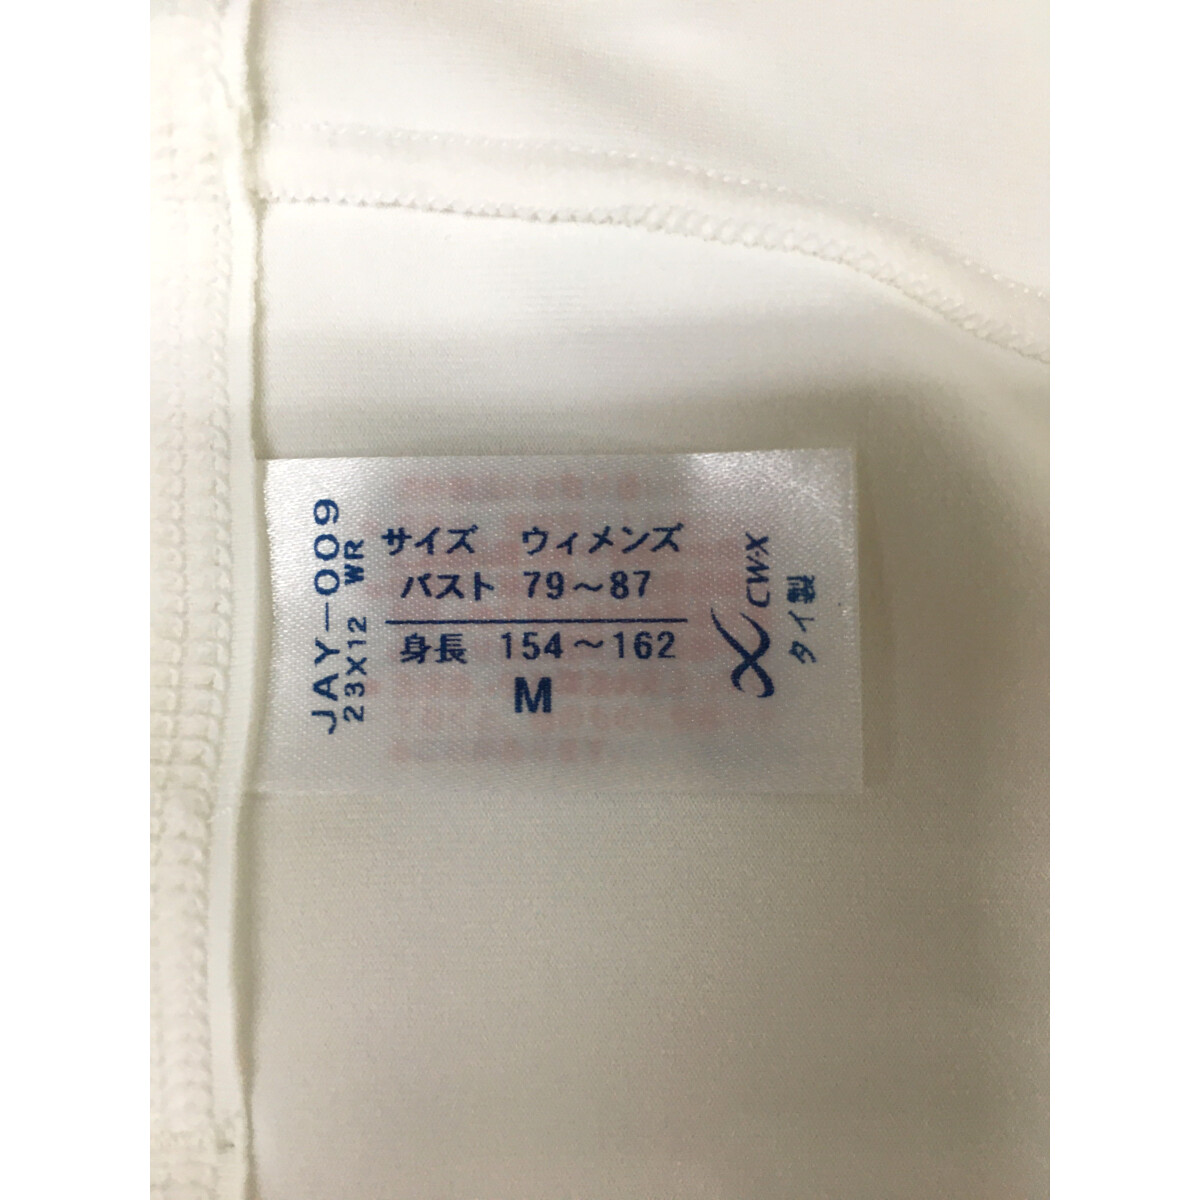 サイズ ウィメンズ
バスト 79～87
身長 154～162
M
JAY-009
23X12 WR
CW-X
タイ製